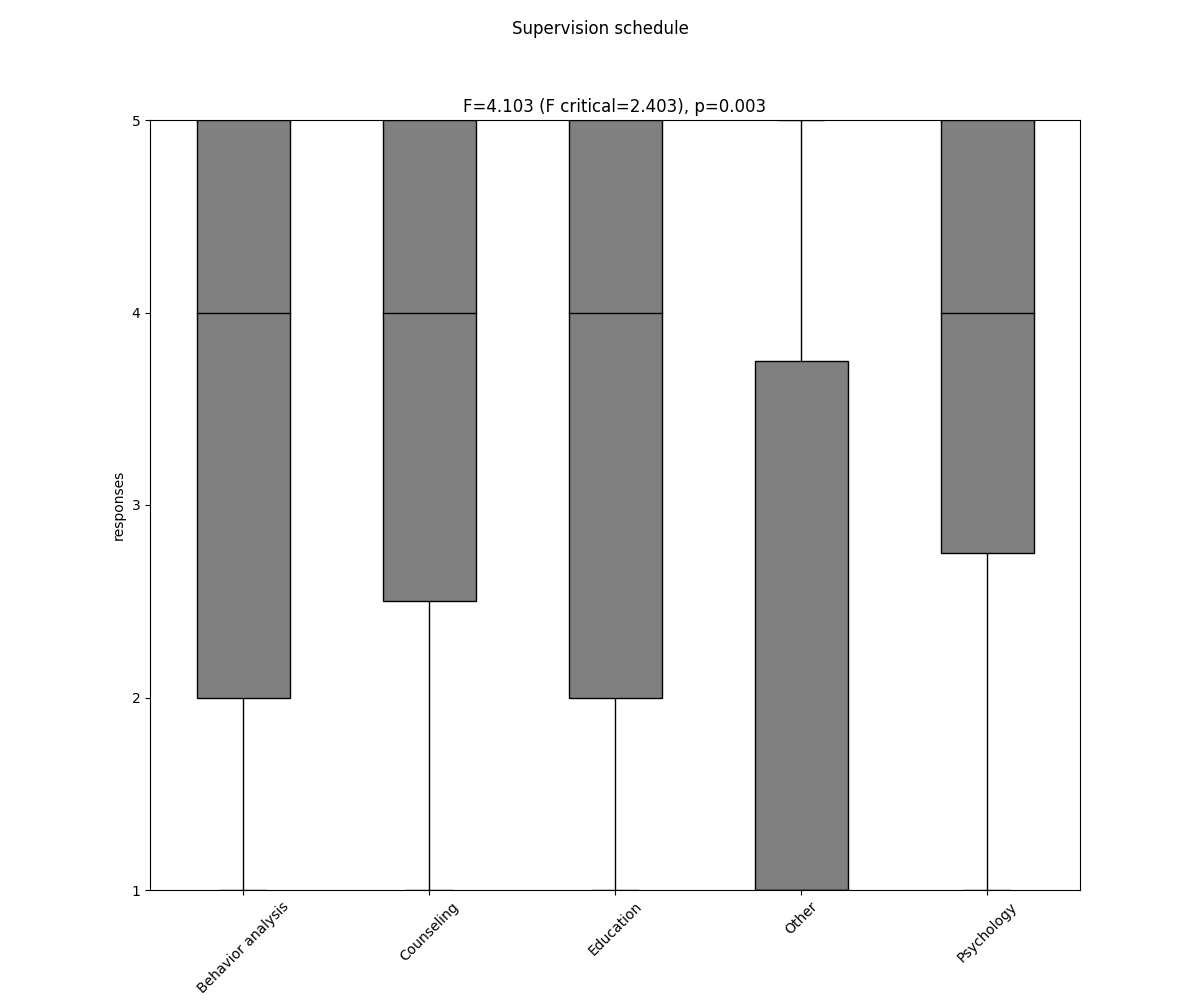 Supervision schedule
F=4.103 (F critical=2.403), p=0.003
5
4
3
2
1
responses
Behavior analysis
Counseling
Education
Other
Psychology